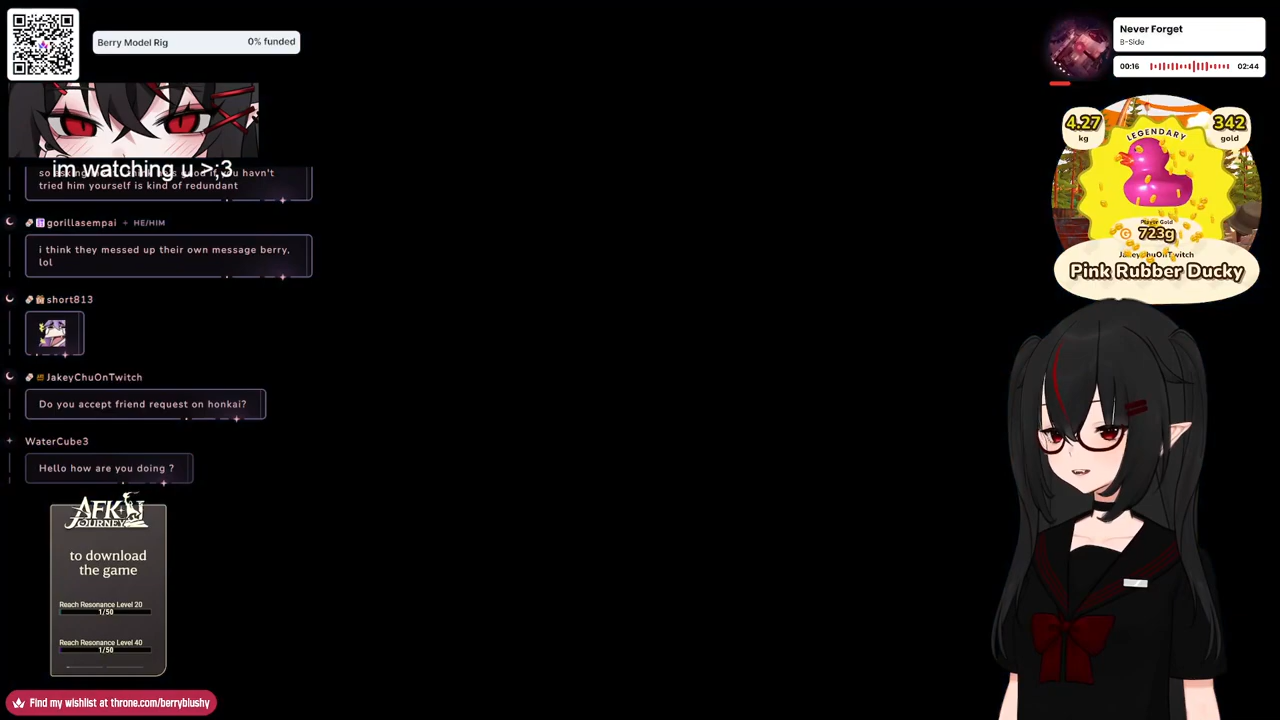 Berry Model Rig
0% funded
im watching u >;3
tried him yourself is kind of redundant
gorillasempai + HE/HIM
i think they messed up their own message berry,
lol
short813
JakeyChuOnTwitch
Do you accept friend request on honkai?
WaterCube3
Hello how are you doing ?
AFK
JOURNEY
to download
the game
Reach Resonance Level 20
1/50
Reach Resonance Level 40
1/50
Find my wishlist at throne.com/berryblushy
Never Forget
B-Side
00:16
02:44
4.27
kg
LEGENDARY
342
gold
Player Gold
G 723g
JakeyChuOnTwitch
Pink Rubber Ducky